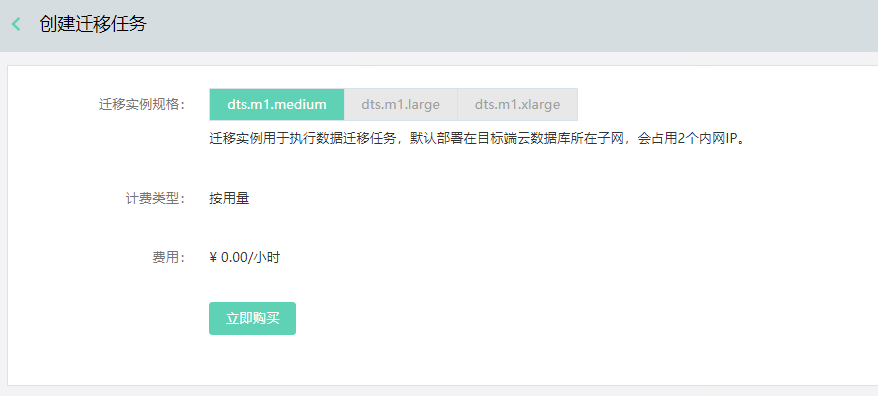 创建迁移任务
迁移实例规格： dts.m1.medium dts.m1.large dts.m1.xlarge
迁移实例用于执行数据迁移任务，默认部署在目标端云数据库所在子网，会占用2个内网IP。
计费类型： 按用量
费用： ¥ 0.00/小时
立即购买